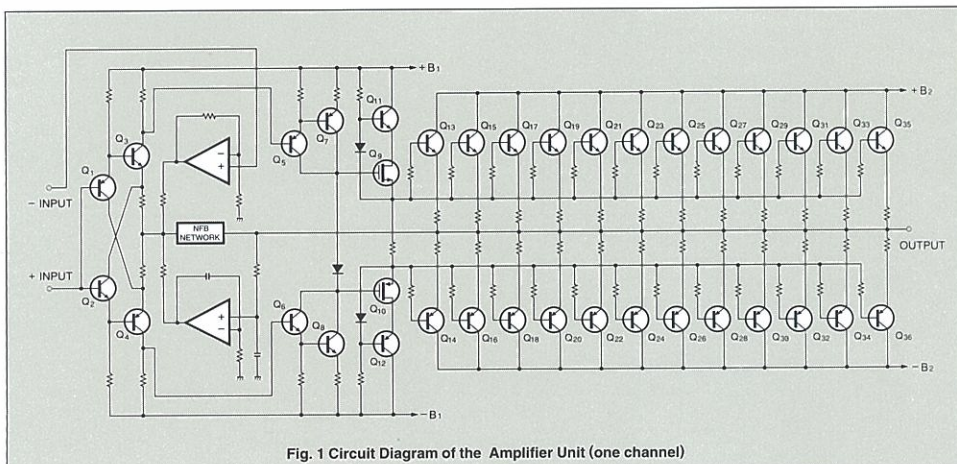 +B₁
Q₁₁
+B₂
Q₃
Q₇
Q₁₃
Q₁₅
Q₁₇
Q₁₉
Q₂₁
Q₂₃
Q₂₅
Q₂₇
Q₂₉
Q₃₁
Q₃₃
Q₃₅
Q₅
Q₉
−
+
Q₁
− INPUT
NFB
NETWORK
OUTPUT
+ INPUT
Q₂
Q₆
Q₁₀
+
−
Q₄
Q₈
Q₁₂
Q₁₄
Q₁₆
Q₁₈
Q₂₀
Q₂₂
Q₂₄
Q₂₆
Q₂₈
Q₃₀
Q₃₂
Q₃₄
Q₃₆
−B₂
−B₁
Fig. 1 Circuit Diagram of the Amplifier Unit (one channel)